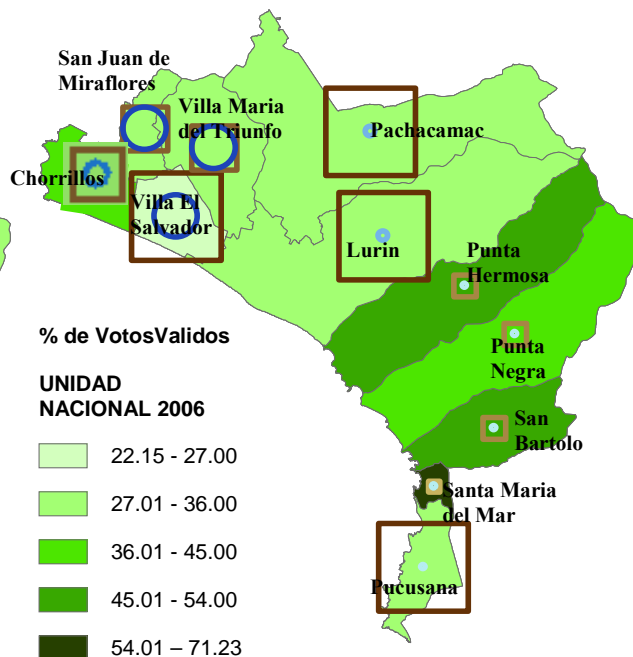 San Juan de
Miraflores
Villa Maria
del Triunfo
Pachacamac
Chorrillos
Villa El
Salvador
Lurin
Punta
Hermosa
Punta
Negra
San
Bartolo
Santa Maria
del Mar
Pucusana
% de VotosValidos
UNIDAD
NACIONAL 2006
22.15 - 27.00
27.01 - 36.00
36.01 - 45.00
45.01 - 54.00
54.01 – 71.23